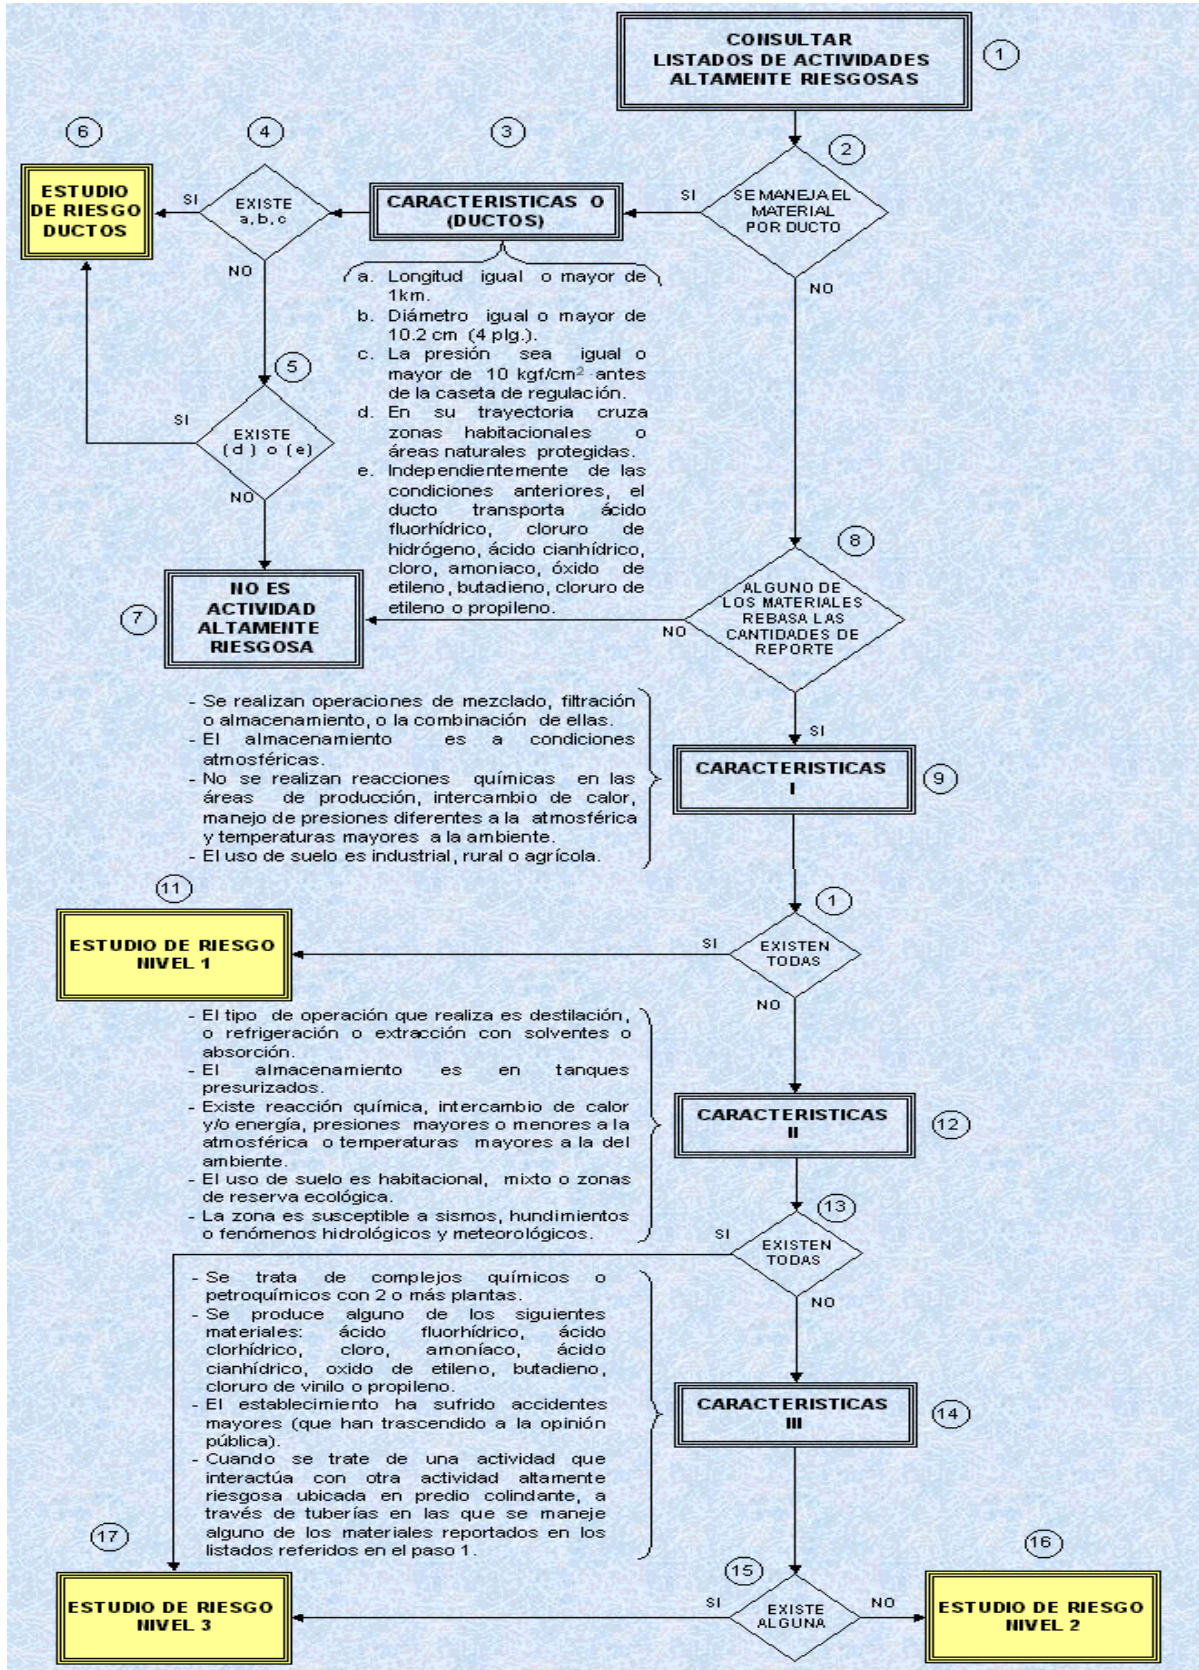 CONSULTAR
LISTADOS DE ACTIVIDADES
ALTAMENTE RIESGOSAS
1
2
SE MANEJA EL
MATERIAL
POR DUCTO
SI
NO
3
CARACTERISTICAS O
(DUCTOS)
4
EXISTE
a, b, c
SI
NO
6
ESTUDIO
DE RIESGO
DUCTOS
a. Longitud igual o mayor de
1km.
b. Diámetro igual o mayor de
10.2 cm (4 plg.).
c. La presión sea igual o
mayor de 10 kgf/cm² antes
de la caseta de regulación.
d. En su trayectoria cruza
zonas habitacionales o
áreas naturales protegidas.
e. Independientemente de las
condiciones anteriores, el
ducto transporta ácido
fluorhídrico, cloruro de
hidrógeno, ácido cianhídrico,
cloro, amoniaco, óxido de
etileno, butadieno, cloruro de
etileno o propileno.
5
EXISTE
(d ) o (e)
SI
NO
7
NO ES
ACTIVIDAD
ALTAMENTE
RIESGOSA
8
ALGUNO DE
LOS MATERIALES
REBASA LAS
CANTIDADES DE
REPORTE
NO
SI
- Se realizan operaciones de mezclado, filtración
o almacenamiento, o la combinación de ellas.
- El almacenamiento es a condiciones
atmosféricas.
- No se realizan reacciones químicas en las
áreas de producción, intercambio de calor,
manejo de presiones diferentes a la atmosférica
y temperaturas mayores a la ambiente.
- El uso de suelo es industrial, rural o agrícola.
CARACTERISTICAS
I
9
1
EXISTEN
TODAS
SI
NO
11
ESTUDIO DE RIESGO
NIVEL 1
- El tipo de operación que realiza es destilación,
o refrigeración o extracción con solventes o
absorción.
- El almacenamiento es en tanques
presurizados.
- Existe reacción química, intercambio de calor
y/o energía, presiones mayores o menores a la
atmosférica o temperaturas mayores a la del
ambiente.
- El uso de suelo es habitacional, mixto o zonas
de reserva ecológica.
- La zona es susceptible a sismos, hundimientos
o fenómenos hidrológicos y meteorológicos.
CARACTERISTICAS
II
12
13
EXISTEN
TODAS
SI
NO
- Se trata de complejos químicos o
petroquímicos con 2 o más plantas.
- Se produce alguno de los siguientes
materiales: ácido fluorhídrico, ácido
clorhídrico, cloro, amoníaco, ácido
cianhídrico, oxido de etileno, butadieno,
cloruro de vinilo o propileno.
- El establecimiento ha sufrido accidentes
mayores (que han trascendido a la opinión
pública).
- Cuando se trate de una actividad que
interactúa con otra actividad altamente
riesgosa ubicada en predio colindante, a
través de tuberías en las que se maneje
alguno de los materiales reportados en los
listados referidos en el paso 1.
CARACTERISTICAS
III
14
15
EXISTE
ALGUNA
SI
NO
17
ESTUDIO DE RIESGO
NIVEL 3
16
ESTUDIO DE RIESGO
NIVEL 2